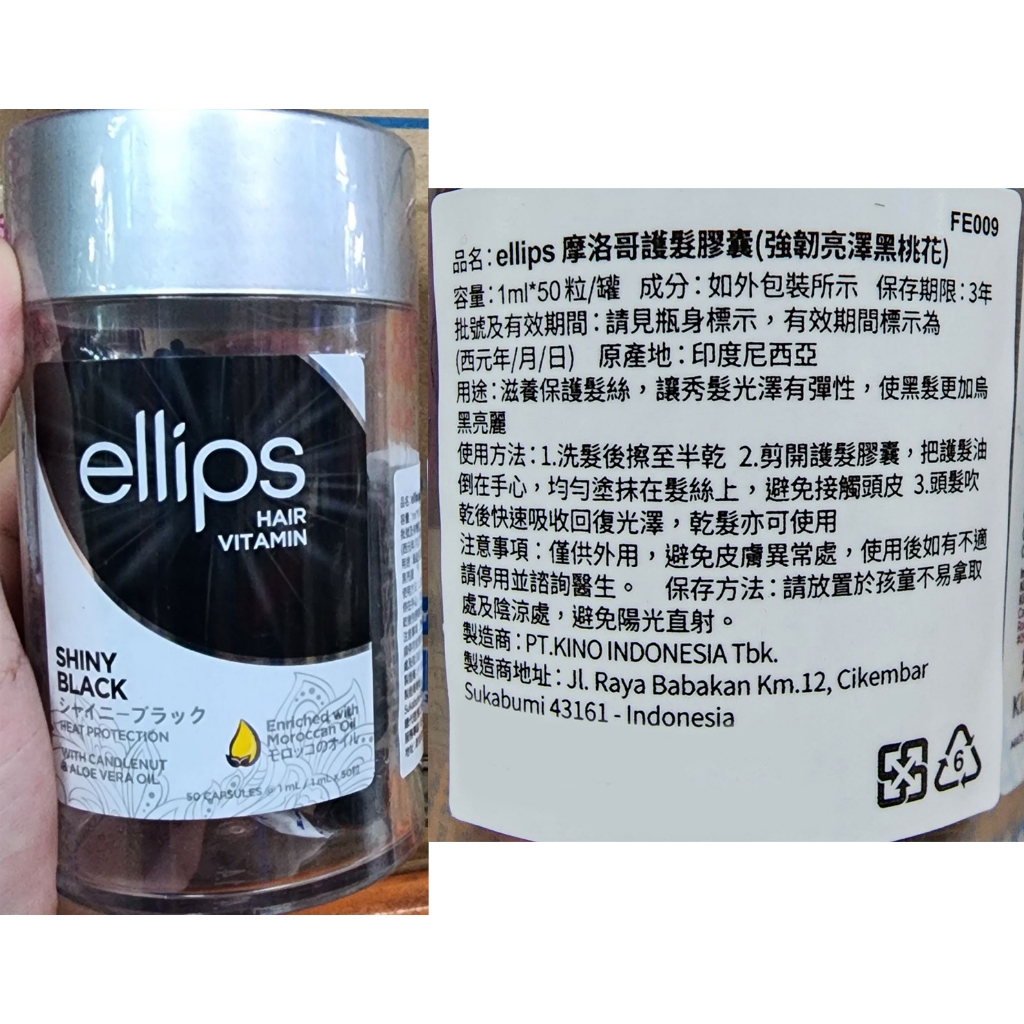 ellips
HAIR
VITAMIN
SHINY
BLACK
シャイニーブラック
HEAT PROTECTION
WITH CANDLENUT
& ALOE VERA OIL
Enriched with
Moroccan Oil
モロッコのオイル
50 CAPSULES @ 1mL / 1mL x 50粒
FE009
品名：ellips 摩洛哥護髮膠囊(強韌亮澤黑桃花)
容量：1ml*50粒/罐 成分：如外包裝所示 保存期限：3年
批號及有效期間：請見瓶身標示，有效期間標示為
(西元年/月/日) 原產地：印度尼西亞
用途：滋養保護髮絲，讓秀髮光澤有彈性，使黑髮更加烏
黑亮麗
使用方法：1.洗髮後擦至半乾 2.剪開護髮膠囊，把護髮油
倒在手心，均勻塗抹在髮絲上，避免接觸頭皮 3.頭髮吹
乾後快速吸收回復光澤，乾髮亦可使用
注意事項：僅供外用，避免皮膚異常處，使用後如有不適
請停用並諮詢醫生。 保存方法：請放置於孩童不易拿取
處及陰涼處，避免陽光直射。
製造商：PT.KINO INDONESIA Tbk.
製造商地址：Jl. Raya Babakan Km.12, Cikembar
Sukabumi 43161 - Indonesia
6